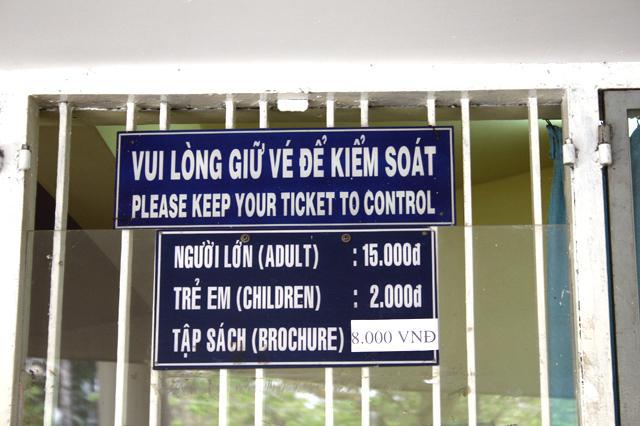 VUI LÒNG GIỮ VÉ ĐỂ KIỂM SOÁT
PLEASE KEEP YOUR TICKET TO CONTROL
NGƯỜI LỚN (ADULT) : 15.000đ
TRẺ EM (CHILDREN) : 2.000đ
TẬP SÁCH (BROCHURE) 8.000 VNĐ